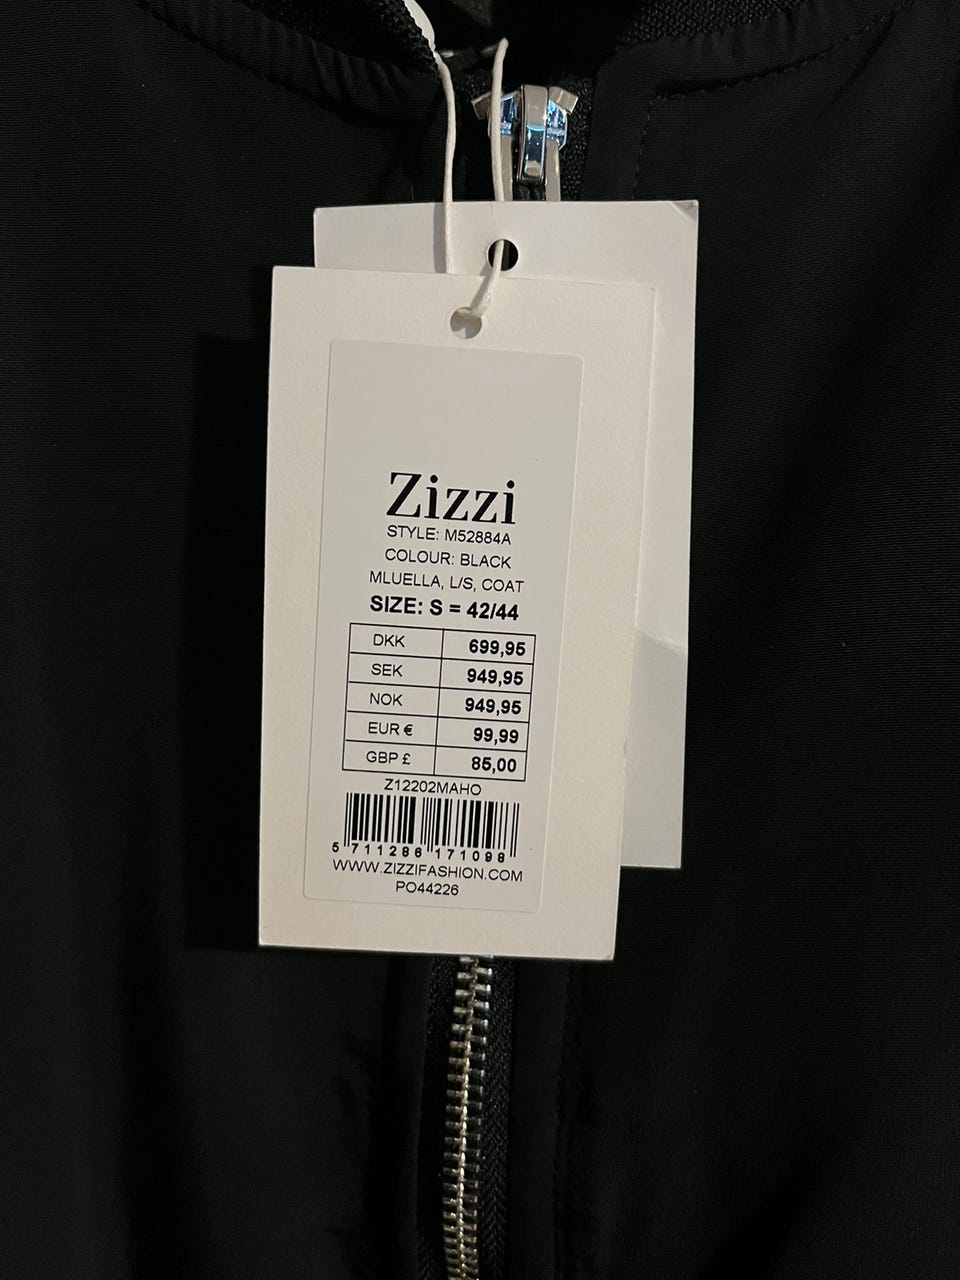 Zizzi
STYLE: M52884A
COLOUR: BLACK
MLUELLA, L/S, COAT
SIZE: S = 42/44
DKK 699,95
SEK 949,95
NOK 949,95
EUR € 99,99
GBP £ 85,00
Z12202MAHO
5 711286 171098
WWW.ZIZZIFASHION.COM
PO44226